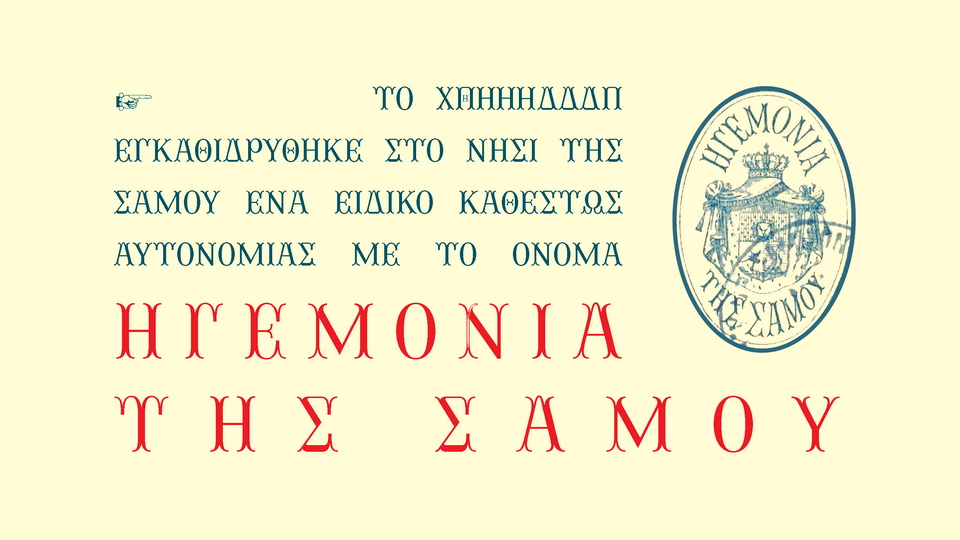 ☞ ΤΟ Χ𐅅ΗΗΗΔΔΔΠ
ΕΓΚΑΘΙΔΡΥΘΗΚΕ ΣΤΟ ΝΗΣΙ ΤΗΣ
ΣΑΜΟΥ ΕΝΑ ΕΙΔΙΚΟ ΚΑΘΕΣΤΩΣ
ΑΥΤΟΝΟΜΙΑΣ ΜΕ ΤΟ ΟΝΟΜΑ
ΗΓΕΜΟΝΙΑ
ΤΗΣ ΣΑΜΟΥ
ΗΓΕΜΟΝΙΑ
ΤΗΣ ΣΑΜΟΥ